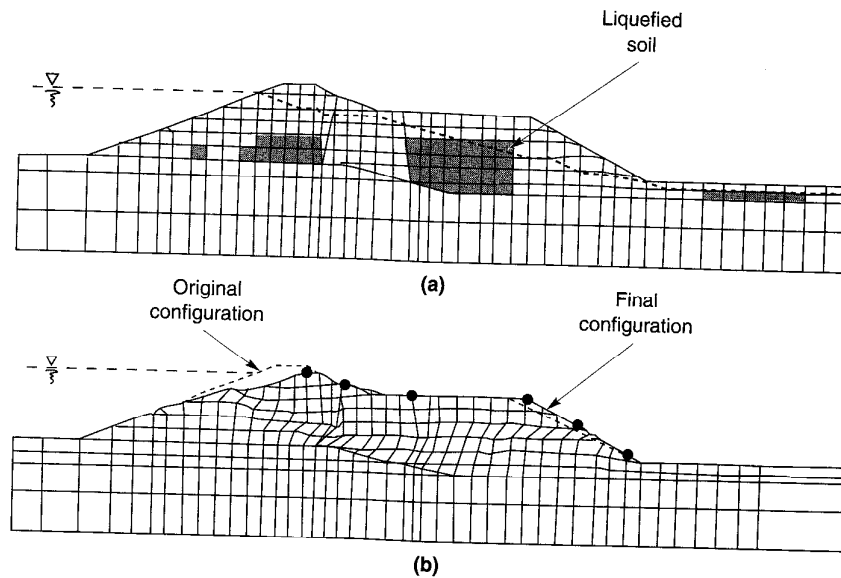 Liquefied
soil
(a)
Original
configuration
Final
configuration
(b)